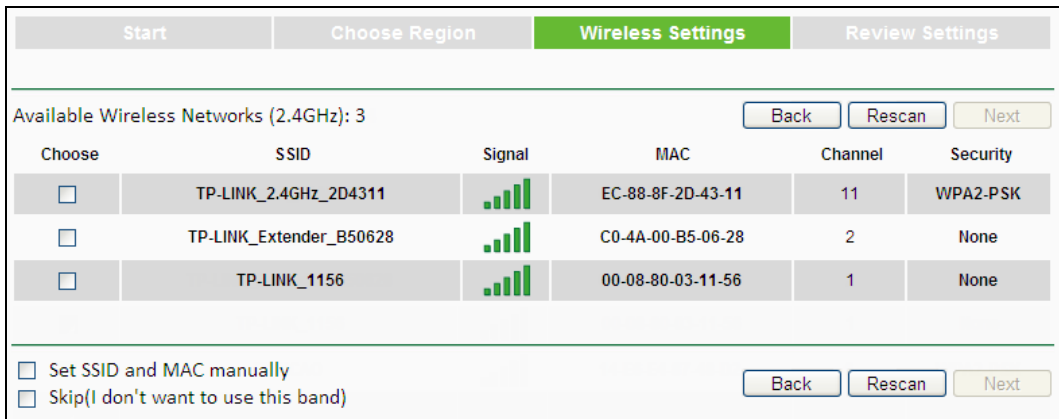 Start Choose Region Wireless Settings Review Settings
Available Wireless Networks (2.4GHz): 3 Back Rescan Next
Choose SSID Signal MAC Channel Security
TP-LINK_2.4GHz_2D4311 EC-88-8F-2D-43-11 11 WPA2-PSK
TP-LINK_Extender_B50628 C0-4A-00-B5-06-28 2 None
TP-LINK_1156 00-08-80-03-11-56 1 None
Set SSID and MAC manually
Back Rescan Next
Skip(I don't want to use this band)